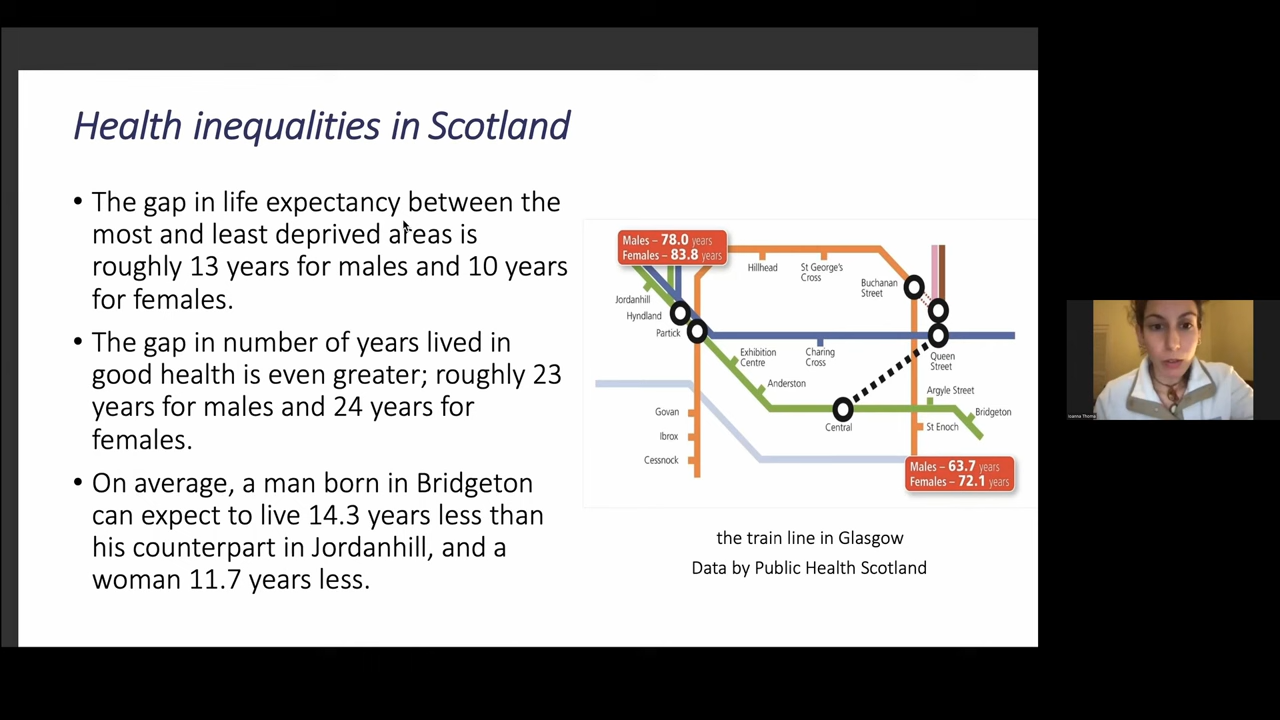 Health inequalities in Scotland
• The gap in life expectancy between the
most and least deprived areas is
roughly 13 years for males and 10 years
for females.
• The gap in number of years lived in
good health is even greater; roughly 23
years for males and 24 years for
females.
• On average, a man born in Bridgeton
can expect to live 14.3 years less than
his counterpart in Jordanhill, and a
woman 11.7 years less.
Males – 78.0 years
Females – 83.8 years
Hillhead
St George's
Cross
Buchanan
Street
Jordanhill
Hyndland
Partick
Exhibition
Centre
Charing
Cross
Queen
Street
Anderston
Argyle Street
Govan
Central
Bridgeton
St Enoch
Ibrox
Cessnock
Males – 63.7 years
Females – 72.1 years
the train line in Glasgow
Data by Public Health Scotland